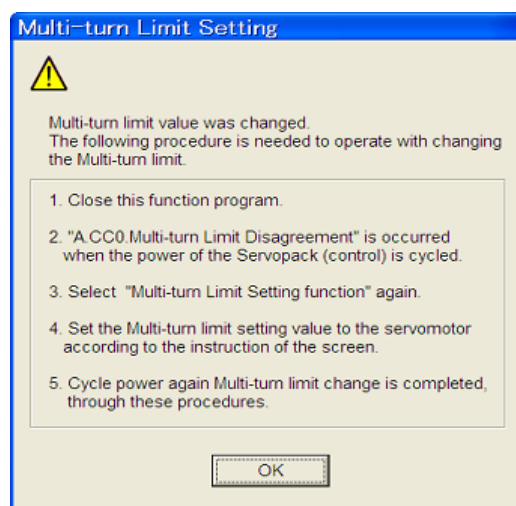 Multi-turn Limit Setting
Multi-turn limit value was changed.
The following procedure is needed to operate with changing
the Multi-turn limit.
1. Close this function program.
2. "A.CC0.Multi-turn Limit Disagreement" is occurred
when the power of the Servopack (control) is cycled.
3. Select "Multi-turn Limit Setting function" again.
4. Set the Multi-turn limit setting value to the servomotor
according to the instruction of the screen.
5. Cycle power again Multi-turn limit change is completed,
through these procedures.
OK